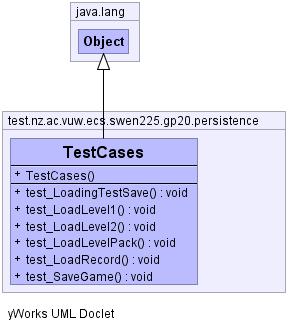 java.lang
Object
test.nz.ac.vuw.ecs.swen225.gp20.persistence
TestCases
+ TestCases()
+ test_LoadingTestSave() : void
+ test_LoadLevel1() : void
+ test_LoadLevel2() : void
+ test_LoadLevelPack() : void
+ test_LoadRecord() : void
+ test_SaveGame() : void
yWorks UML Doclet